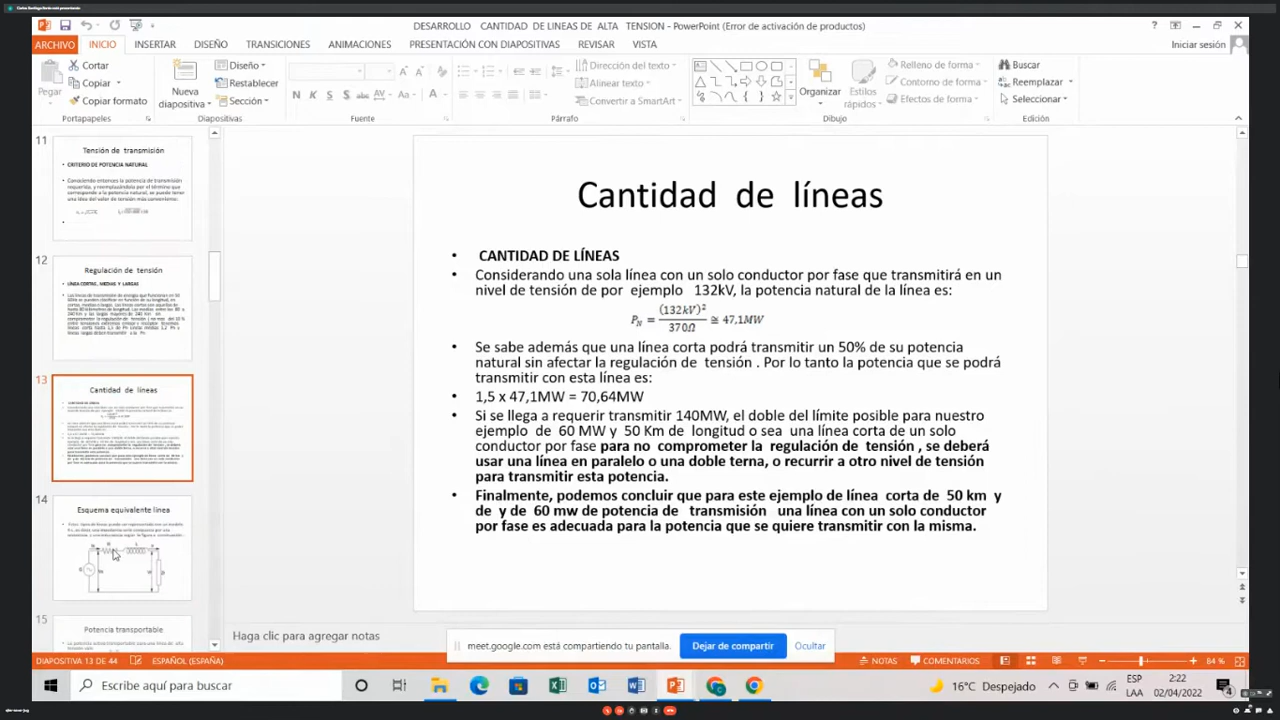 DESARROLLO CANTIDAD DE LINEAS DE ALTA TENSION - PowerPoint (Error de activación de productos)
ARCHIVO INICIO INSERTAR DISEÑO TRANSICIONES ANIMACIONES PRESENTACIÓN CON DIAPOSITIVAS REVISAR VISTA
Iniciar sesión
Pegar
Cortar
Copiar
Copiar formato
Portapapeles
Nueva diapositiva
Diseño
Restablecer
Sección
Diapositivas
Fuente
Dirección del texto
Alinear texto
Convertir a SmartArt
Párrafo
Organizar
Estilos rápidos
Relleno de forma
Contorno de forma
Efectos de forma
Dibujo
Buscar
Reemplazar
Seleccionar
Edición
11
Tensión de transmisión
CRITERIO DE POTENCIA NATURAL
12
Regulación de tensión
LÍNEA CORTAS, MEDIAS Y LARGAS
13
Cantidad de líneas
14
Esquema equivalente línea
15
Potencia transportable
Cantidad de líneas
• CANTIDAD DE LÍNEAS
• Considerando una sola línea con un solo conductor por fase que transmitirá en un
nivel de tensión de por ejemplo 132kV, la potencia natural de la línea es:
P_N = (132kV)² / 370Ω ≅ 47,1MW
• Se sabe además que una línea corta podrá transmitir un 50% de su potencia
natural sin afectar la regulación de tensión . Por lo tanto la potencia que se podrá
transmitir con esta línea es:
• 1,5 x 47,1MW = 70,64MW
• Si se llega a requerir transmitir 140MW, el doble del límite posible para nuestro
ejemplo de 60 MW y 50 Km de longitud o sea una línea corta de un solo
conductor por fase para no comprometer la regulación de tensión , se deberá
usar una línea en paralelo o una doble terna, o recurrir a otro nivel de tensión
para transmitir esta potencia.
• Finalmente, podemos concluir que para este ejemplo de línea corta de 50 km y
de y de 60 mw de potencia de transmisión una línea con un solo conductor
por fase es adecuada para la potencia que se quiere transmitir con la misma.
Haga clic para agregar notas
meet.google.com está compartiendo tu pantalla.
Dejar de compartir
Ocultar
DIAPOSITIVA 13 DE 44 ESPAÑOL (ESPAÑA)
NOTAS COMENTARIOS 84 %
Escribe aquí para buscar
16°C Despejado
ESP
LAA
2:22
02/04/2022
4